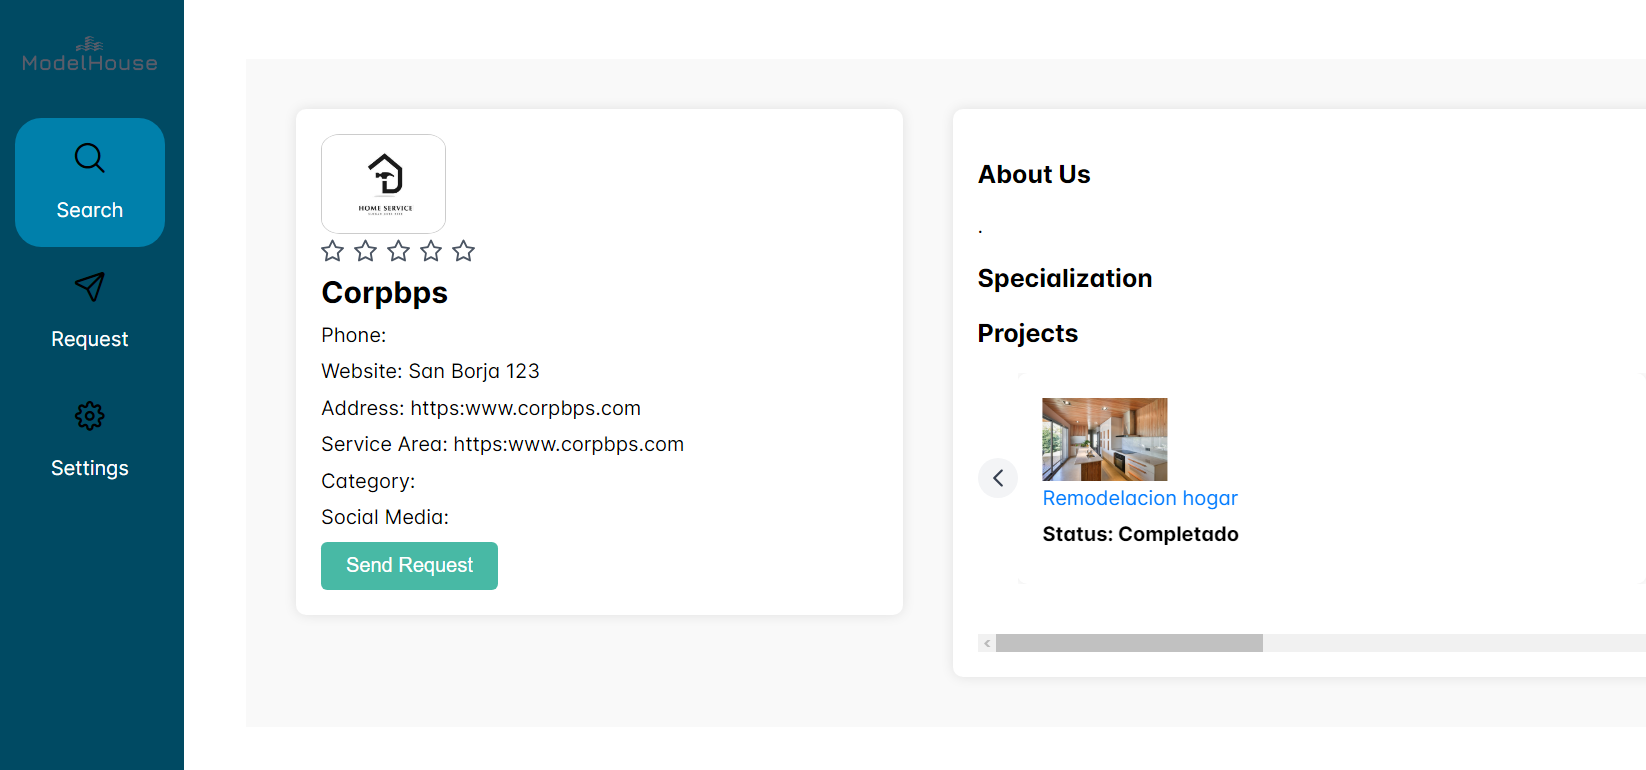 ModelHouse
Search
Request
Settings
HOME SERVICE
Corpbps
Phone:
Website: San Borja 123
Address: https:www.corpbps.com
Service Area: https:www.corpbps.com
Category:
Social Media:
Send Request
About Us
.
Specialization
Projects
Remodelacion hogar
Status: Completado